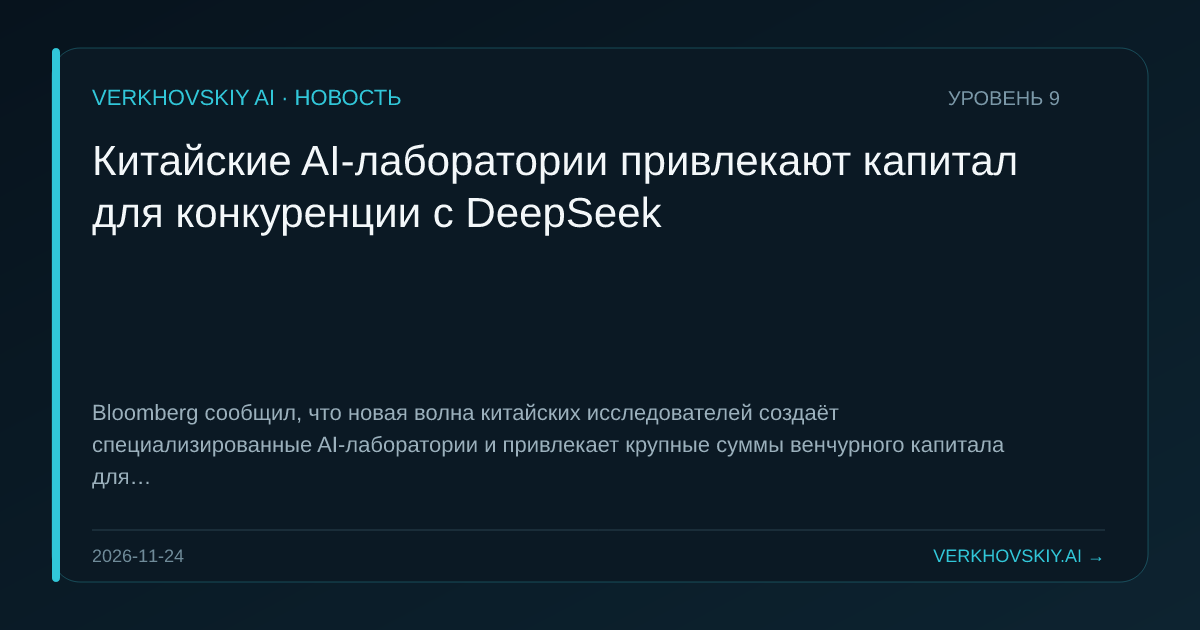 VERKHOVSKIY AI · НОВОСТЬ
УРОВЕНЬ 9
Китайские AI-лаборатории привлекают капитал
для конкуренции с DeepSeek
Bloomberg сообщил, что новая волна китайских исследователей создаёт
специализированные AI-лаборатории и привлекает крупные суммы венчурного капитала
для…
2026-11-24
VERKHOVSKIY.AI →